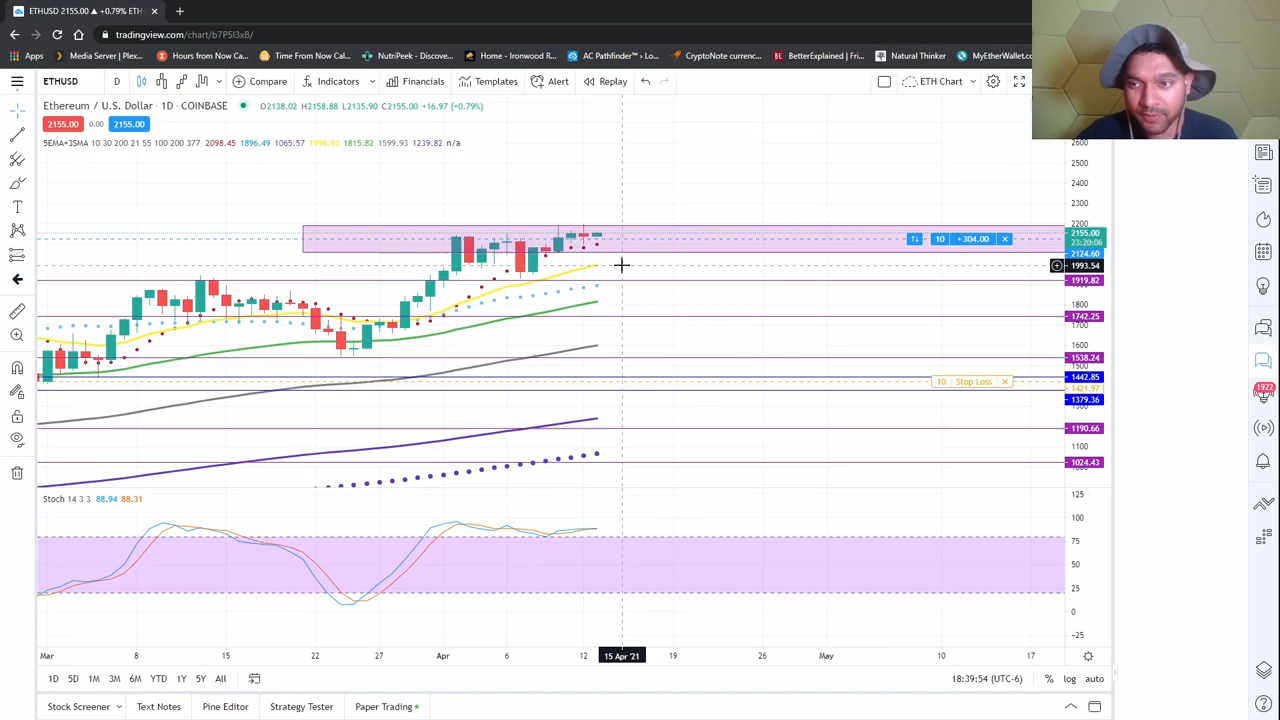 ETHUSD 2155.00 ▲ +0.79% ETH
tradingview.com/chart/b7P5I3xB/
Apps Media Server | Plex... Hours from Now Cal... Time From Now Cal... NutriPeek - Discove... Home - Ironwood R... AC Pathfinder™ › Lo... CryptoNote currenc... BetterExplained | Fri... Natural Thinker MyEtherWallet.co
ETHUSD D Compare Indicators Financials Templates Alert Replay ETH Chart
Ethereum / U.S. Dollar · 1D · COINBASE O2138.02 H2158.88 L2135.90 C2155.00 +16.97 (+0.79%)
2155.00 0.00 2155.00
5EMA+3SMA 10 30 200 21 55 100 200 377 2098.45 1896.49 1065.57 1996.93 1815.82 1599.93 1239.82 n/a
2600
2500
2400
2300
2200
2155.00
23:20:06
10 +304.00
2124.60
1993.54
1919.82
1800
1742.25
1700
1600
1538.24
1500
1442.85
10 Stop Loss
1421.97
1379.36
1300
1190.66
1100
1024.43
Stoch 14 3 3 88.94 88.31
125
100
75
50
25
0
−25
Mar 8 15 22 27 Apr 6 12 15 Apr '21 19 26 May 10 17
1D 5D 1M 3M 6M YTD 1Y 5Y All 18:39:54 (UTC-6) % log auto
Stock Screener Text Notes Pine Editor Strategy Tester Paper Trading
1922